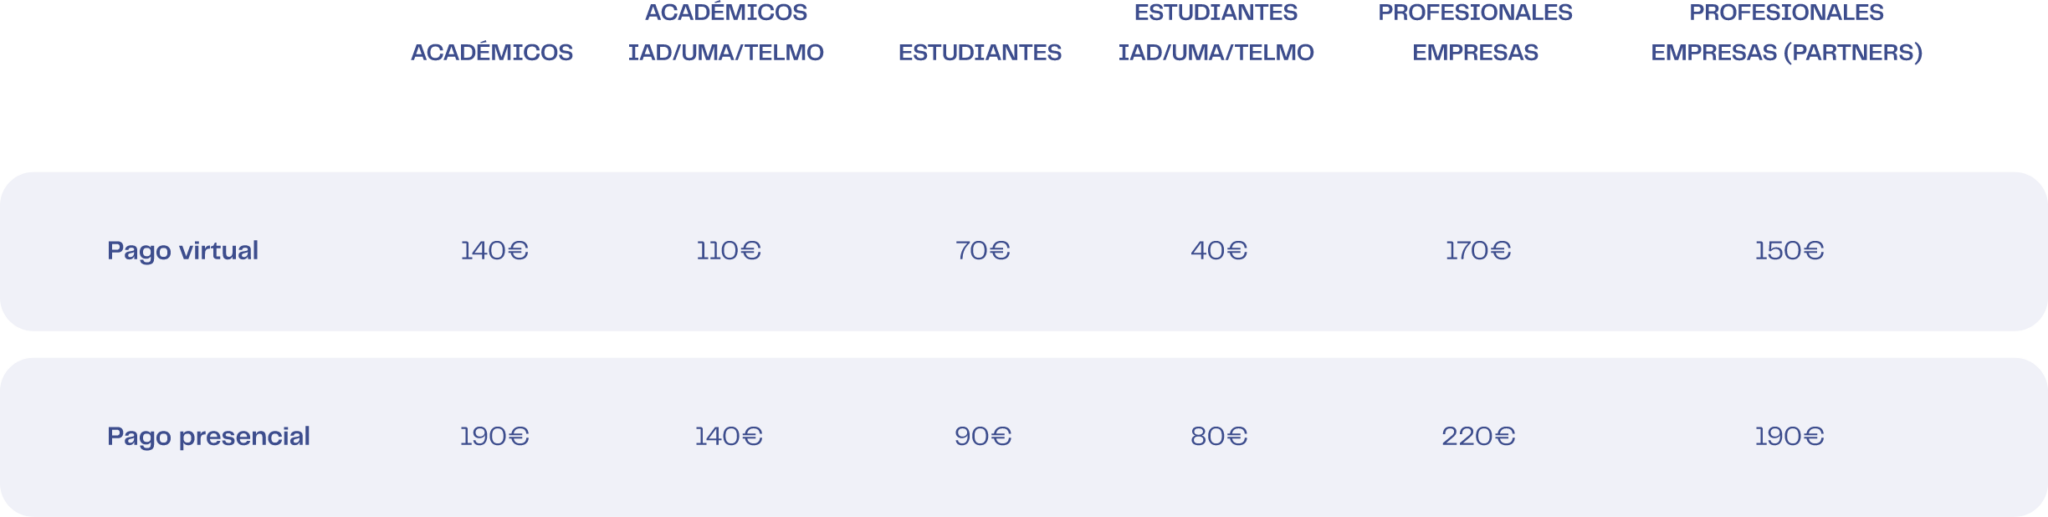 ACADÉMICOS
ACADÉMICOS IAD/UMA/TELMO
ESTUDIANTES
ESTUDIANTES IAD/UMA/TELMO
PROFESIONALES EMPRESAS
PROFESIONALES EMPRESAS (PARTNERS)
Pago virtual 140€ 110€ 70€ 40€ 170€ 150€
Pago presencial 190€ 140€ 90€ 80€ 220€ 190€